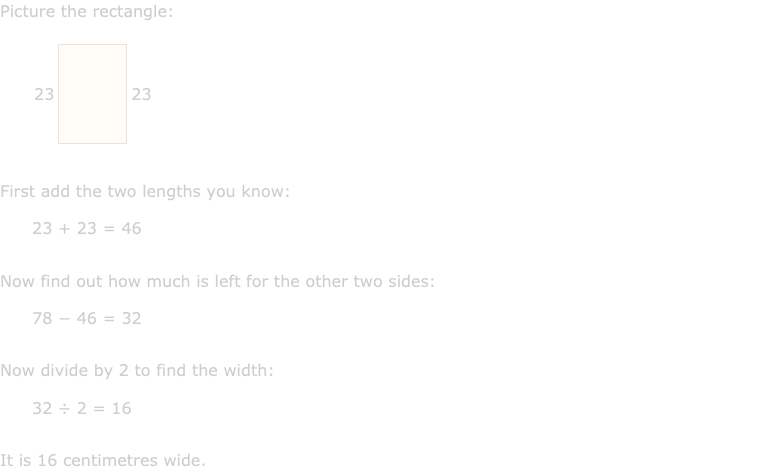 Picture the rectangle:
23 23
First add the two lengths you know:
23 + 23 = 46
Now find out how much is left for the other two sides:
78 − 46 = 32
Now divide by 2 to find the width:
32 ÷ 2 = 16
It is 16 centimetres wide.